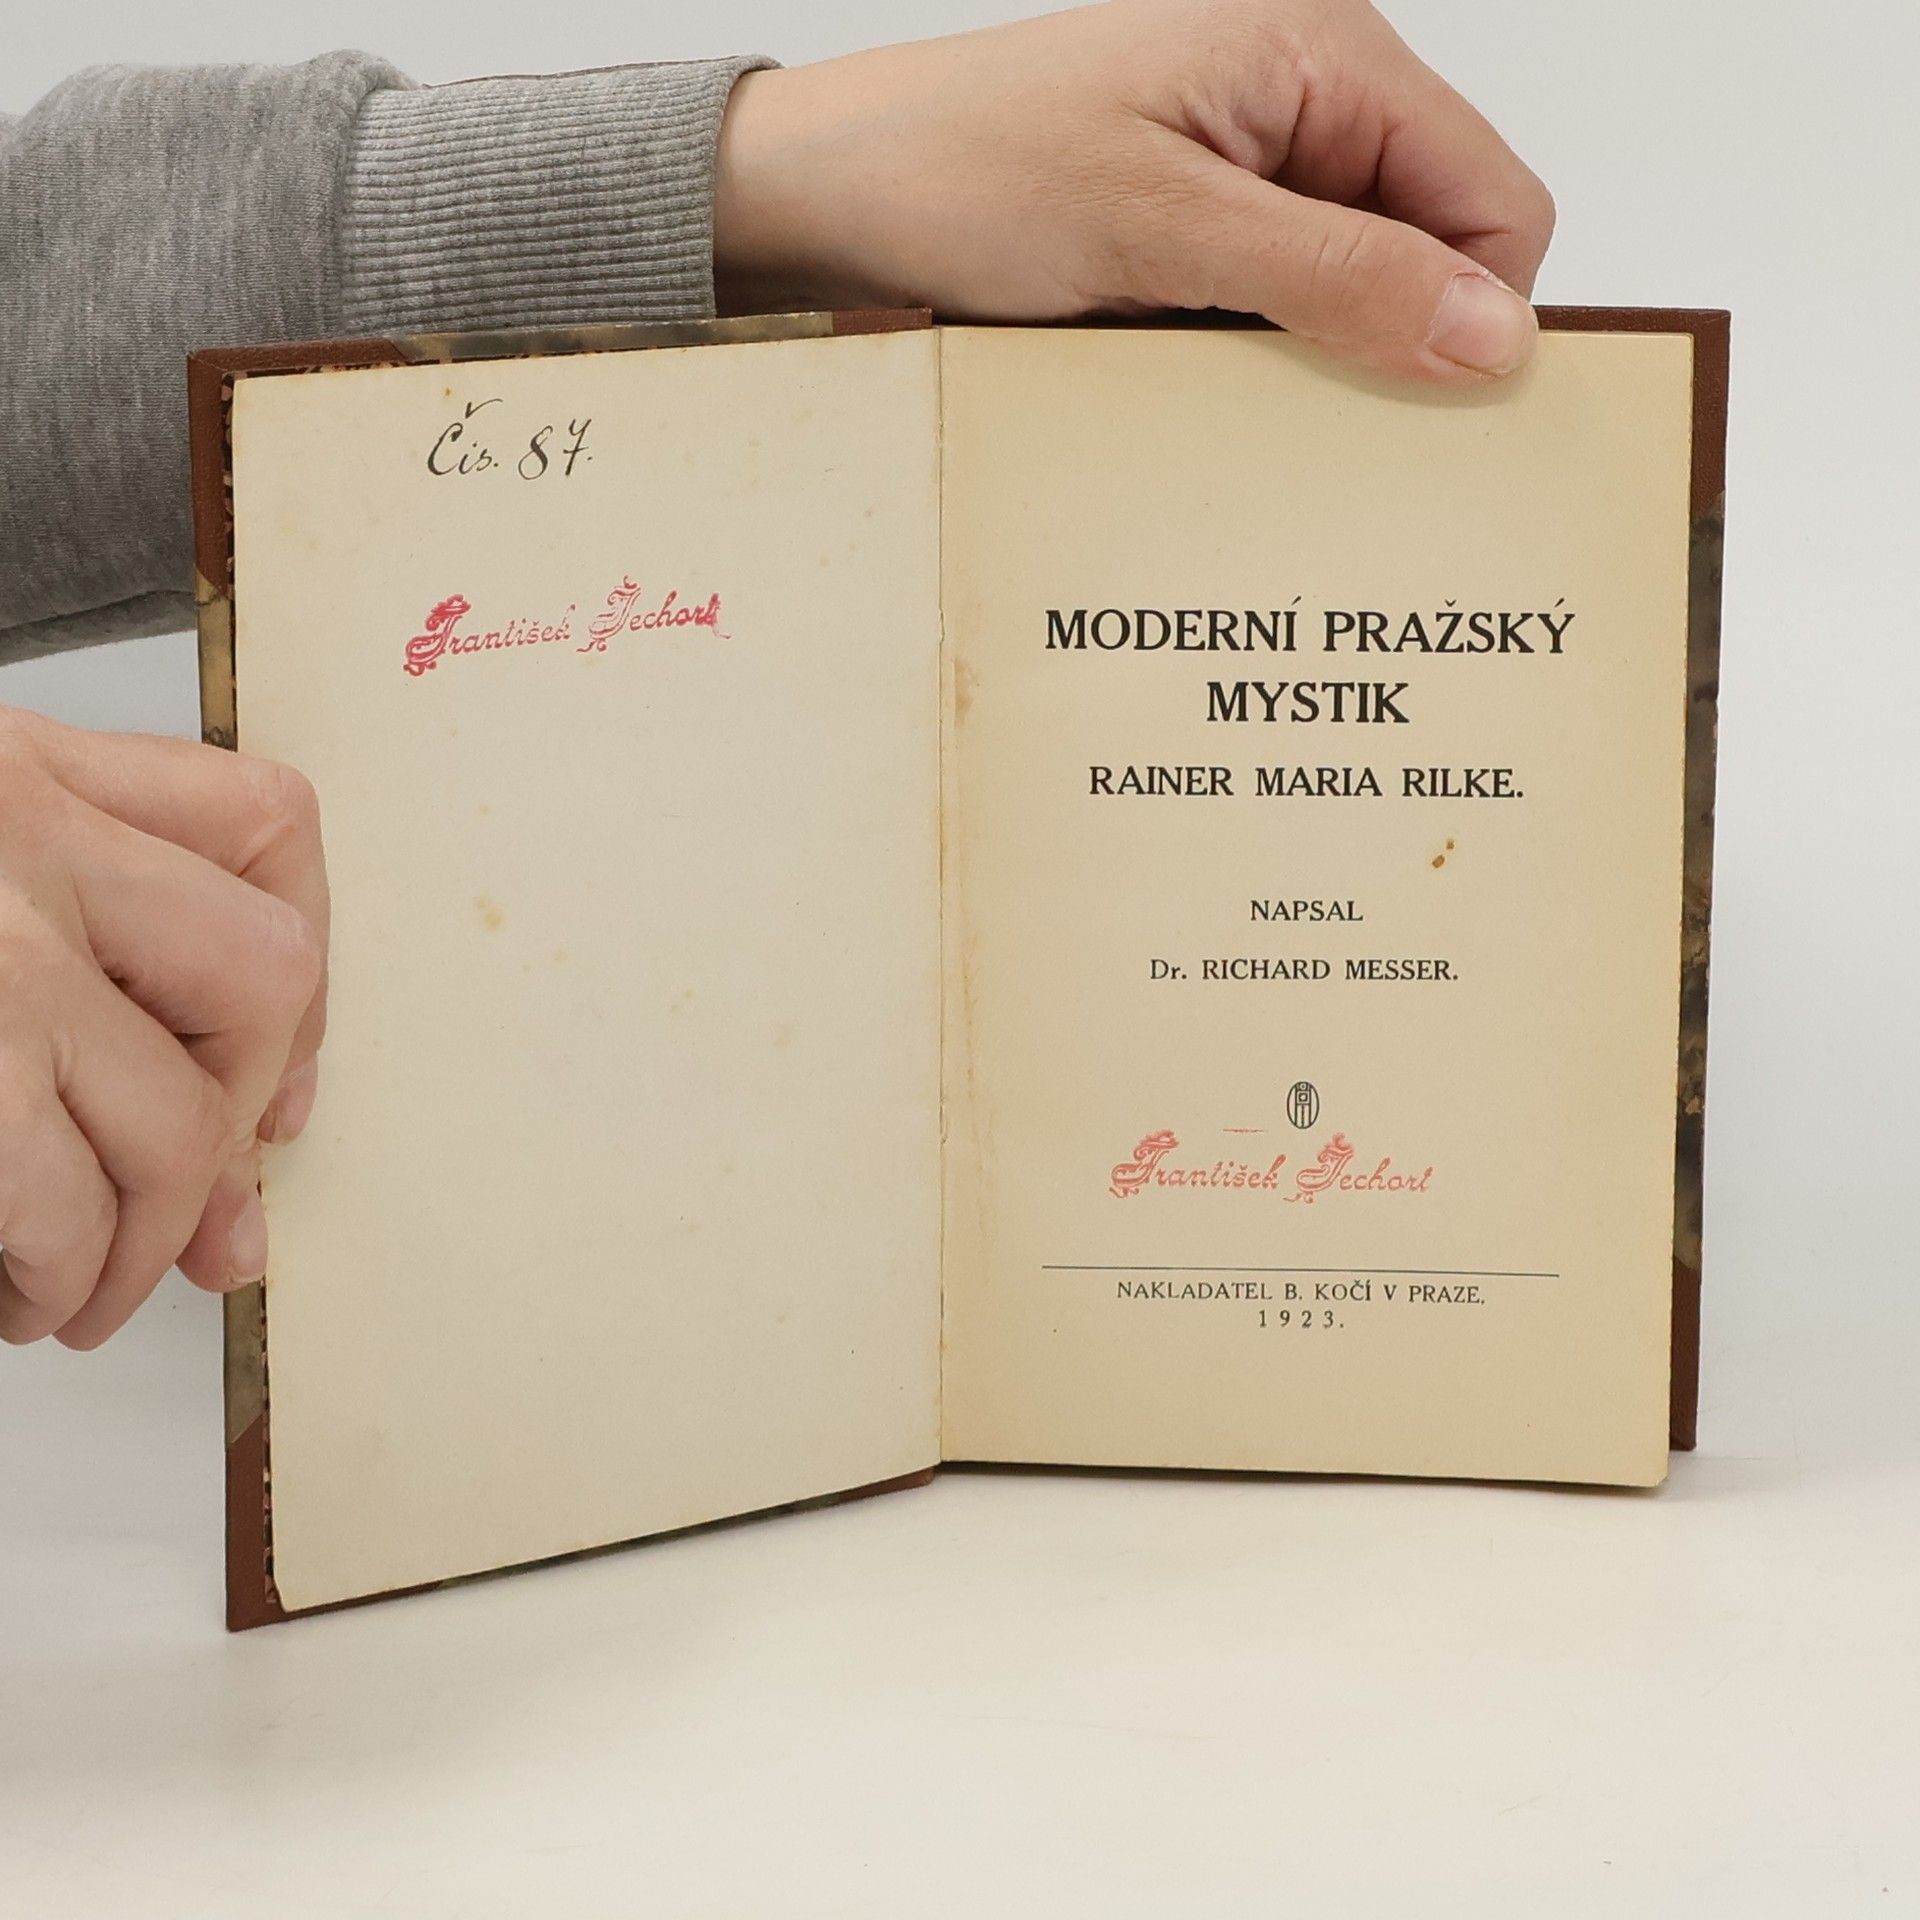 Čís. 87.
František Jechort
MODERNÍ PRAŽSKÝ
MYSTIK
RAINER MARIA RILKE.
NAPSAL
Dr. RICHARD MESSER.
František Jechort
NAKLADATEL B. KOČÍ V PRAZE.
1923.